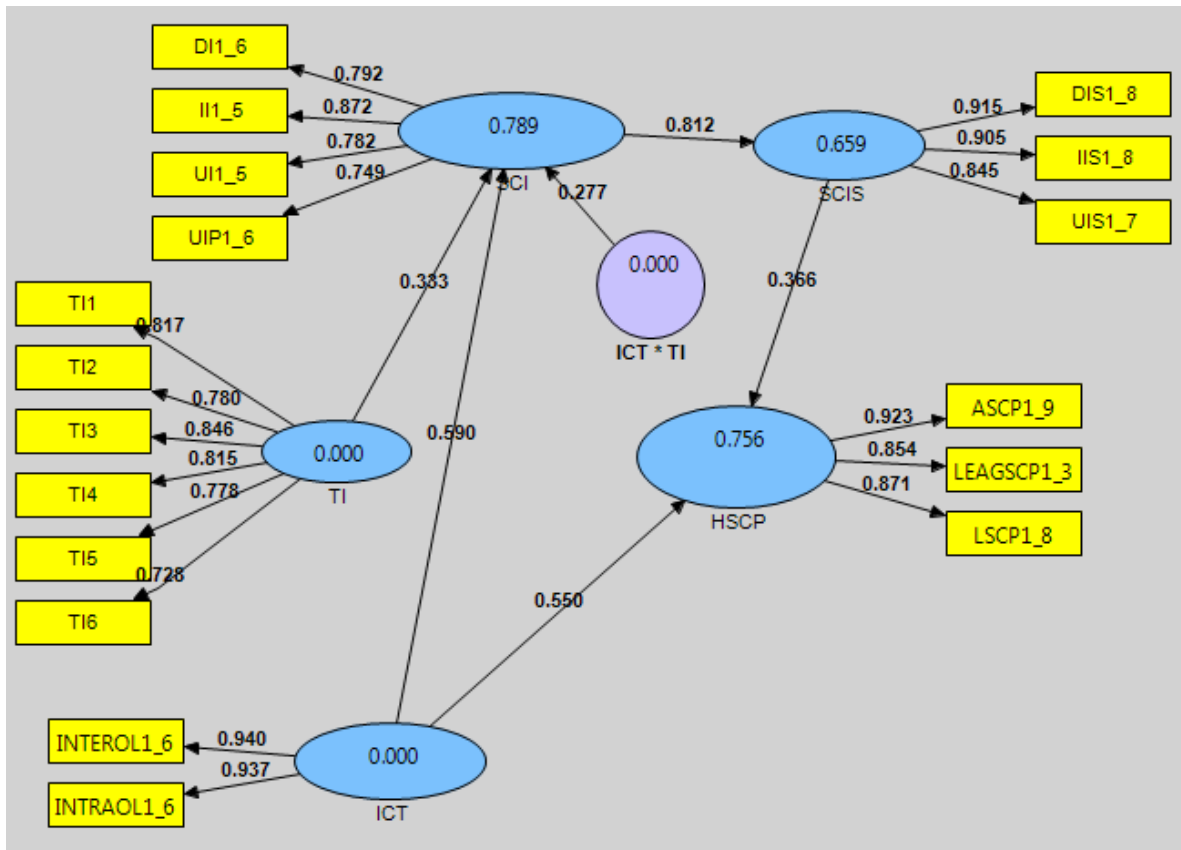 DI1_6
0.792
II1_5
0.872
UI1_5
0.782
UIP1_6
0.749
0.789
SCI
0.812
0.659
SCIS
0.915
DIS1_8
0.905
IIS1_8
0.845
UIS1_7
0.277
0.000
ICT * TI
0.333
0.366
TI1
0.817
TI2
0.780
TI3
0.846
TI4
0.815
TI5
0.778
TI6
0.728
0.000
TI
0.590
0.756
HSCP
0.923
ASCP1_9
0.854
LEAGSCP1_3
0.871
LSCP1_8
0.550
INTEROL1_6
0.940
INTRAOL1_6
0.937
0.000
ICT